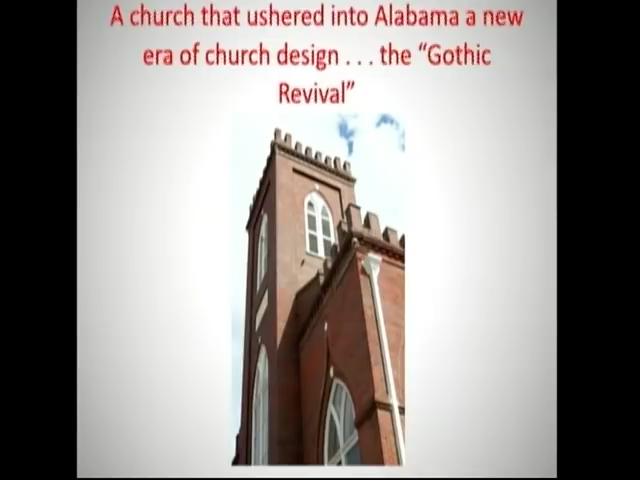 A church that ushered into Alabama a new
era of church design . . . the “Gothic
Revival”